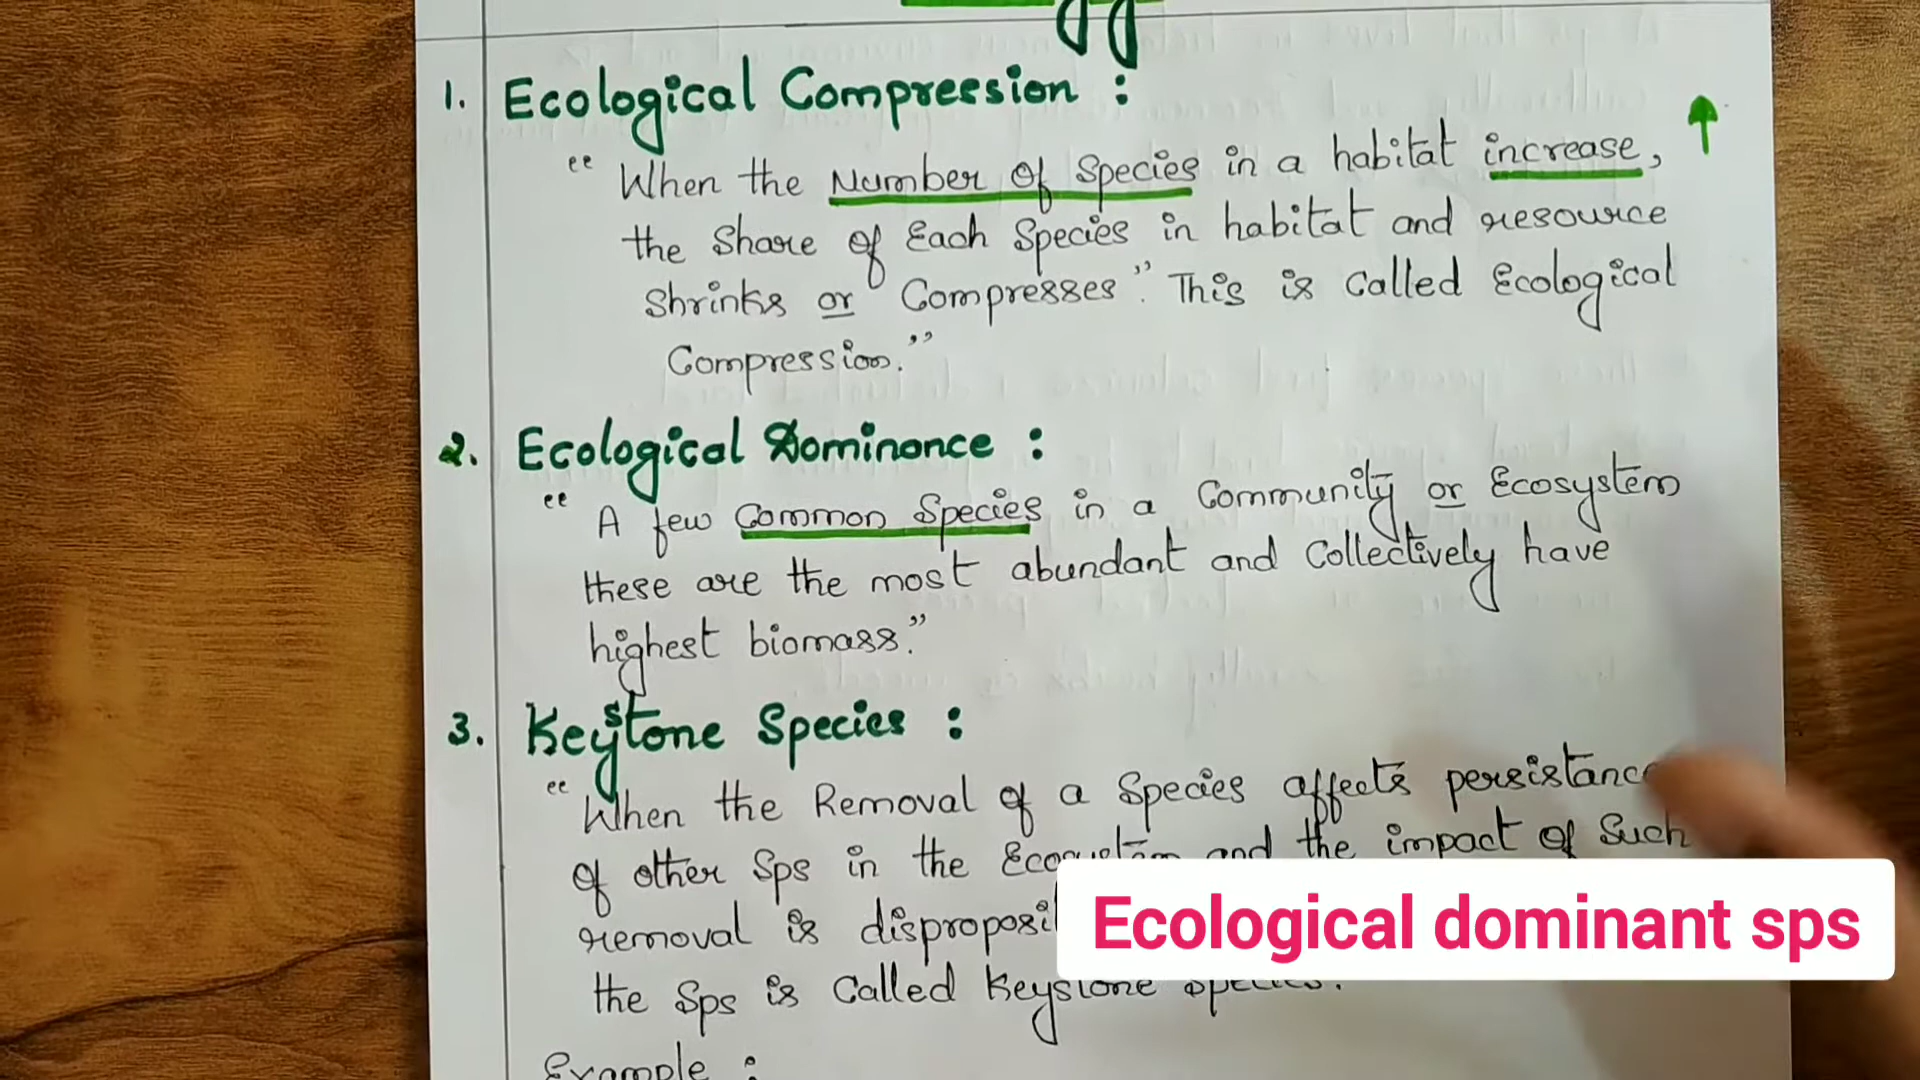 1. Ecological Compression :
" When the Number of Species in a habitat increase,
the Share of Each Species in habitat and resource
Shrinks or Compresses". This is Called Ecological
Compression."
2. Ecological Dominance :
" A few Common Species in a Community or Ecosystem
these are the most abundant and Collectively have
highest biomass."
3. Keystone Species :
" When the Removal of a Species affects persistance
of other Sps in the and the impact of Such
removal is
the Sps is Called Keystone Species.
Example :
Ecological dominant sps